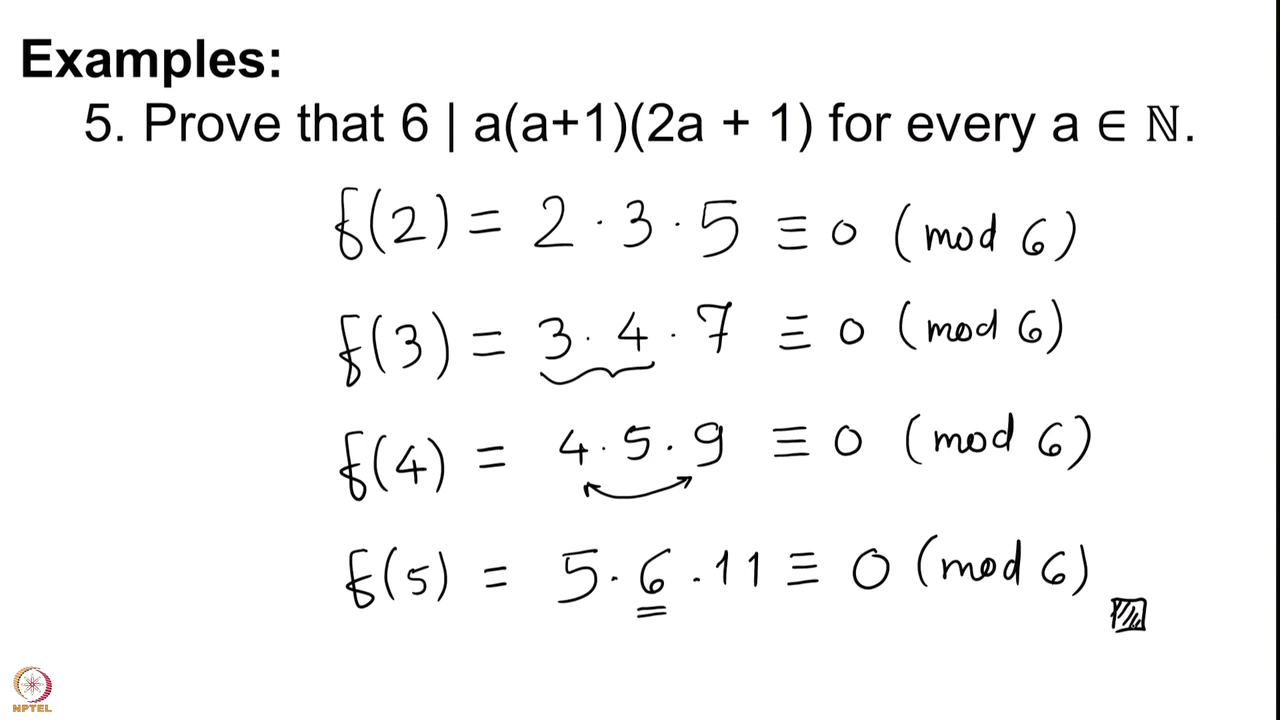 Examples:
5. Prove that 6 | a(a+1)(2a + 1) for every a ∈ ℕ.
f(2) = 2 · 3 · 5 ≡ 0 (mod 6)
f(3) = 3 · 4 · 7 ≡ 0 (mod 6)
f(4) = 4 · 5 · 9 ≡ 0 (mod 6)
f(5) = 5 · 6 · 11 ≡ 0 (mod 6)
NPTEL